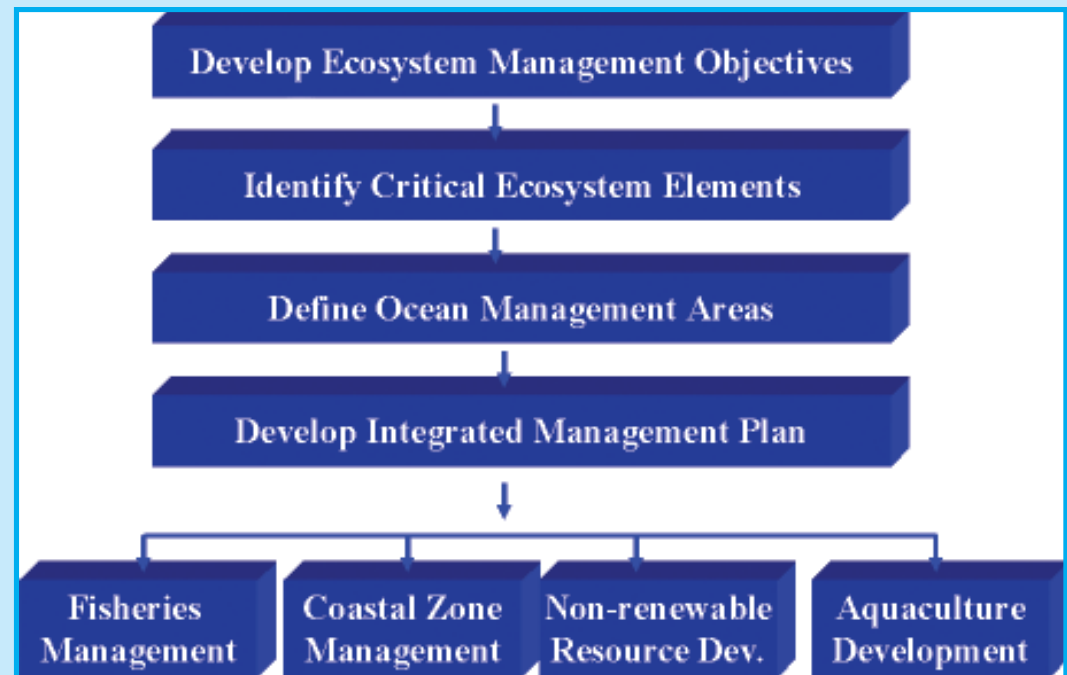 Develop Ecosystem Management Objectives
Identify Critical Ecosystem Elements
Define Ocean Management Areas
Develop Integrated Management Plan
Fisheries
Management
Coastal Zone
Management
Non-renewable
Resource Dev.
Aquaculture
Development